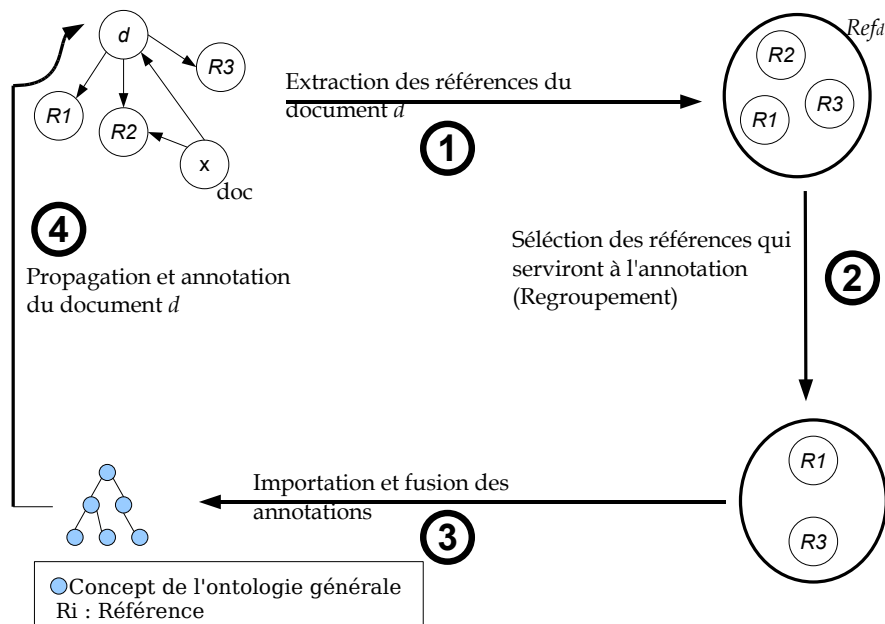 d
R3
R1
R2
x
doc
Extraction des références du
document d
1
Refd
R2
R3
R1
4
Propagation et annotation
du document d
Séléction des références qui
serviront à l'annotation
(Regroupement)
2
R1
R3
Importation et fusion des
annotations
3
Concept de l'ontologie générale
Ri : Référence